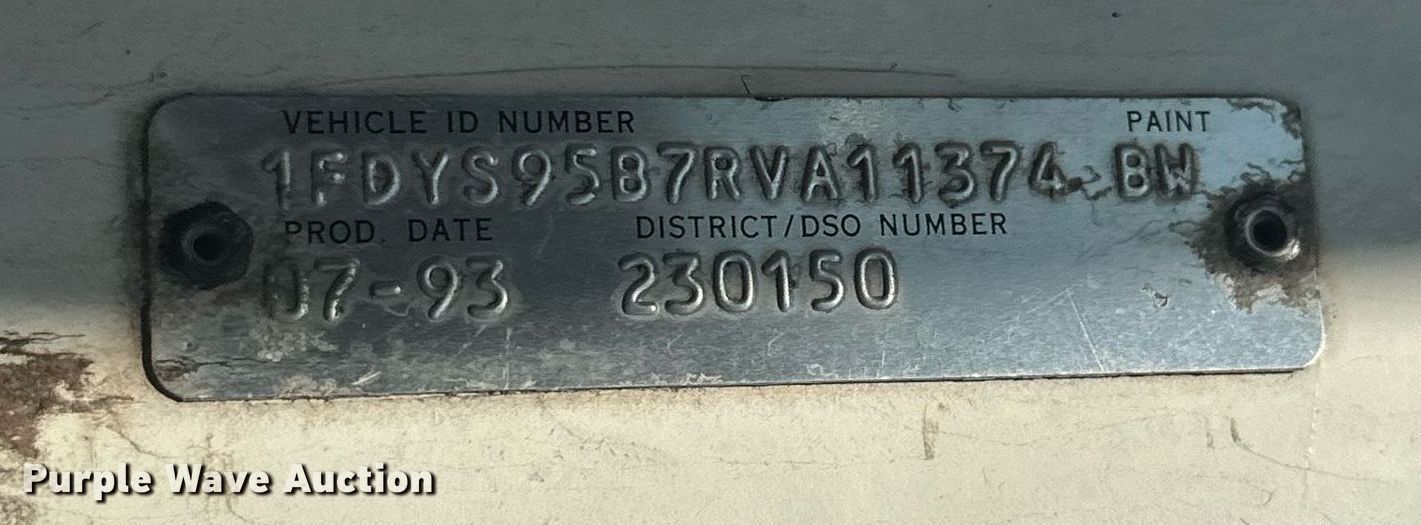 VEHICLE ID NUMBER PAINT
1FDYS95B7RVA11374 BW
PROD. DATE DISTRICT/DSO NUMBER
07-93 230150
Purple Wave Auction